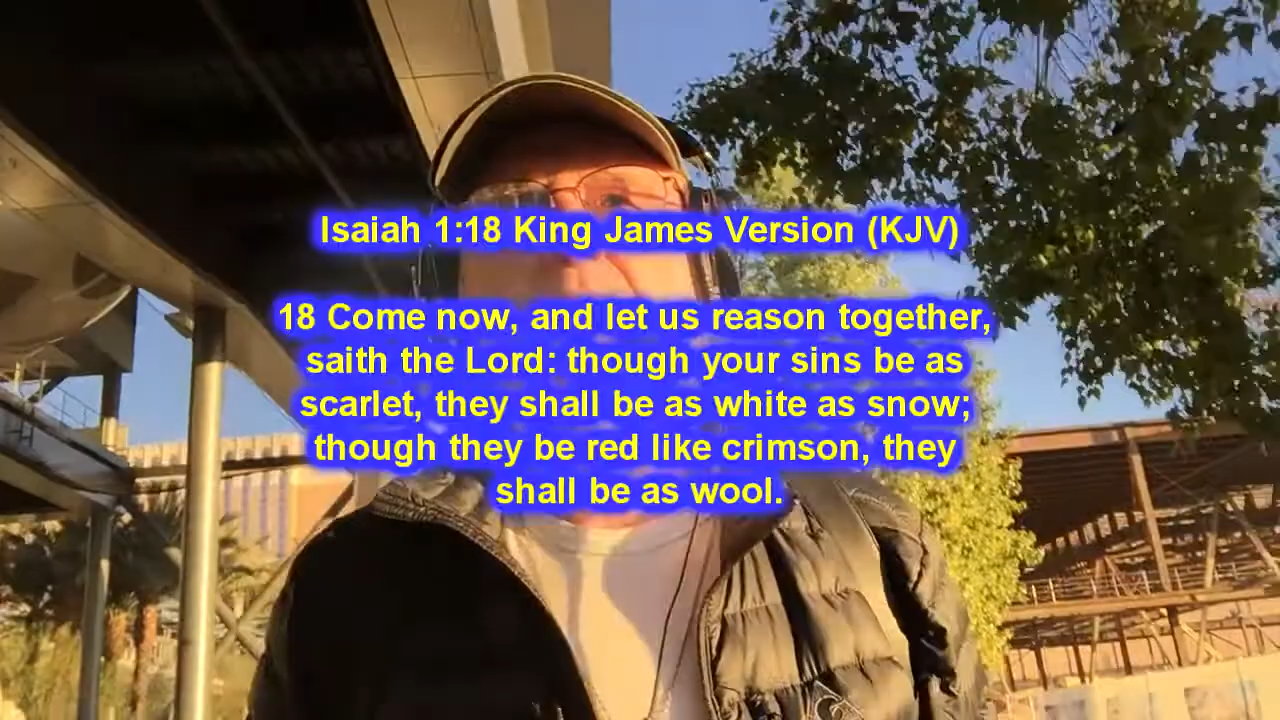 Isaiah 1:18 King James Version (KJV)
18 Come now, and let us reason together,
saith the Lord: though your sins be as
scarlet, they shall be as white as snow;
though they be red like crimson, they
shall be as wool.